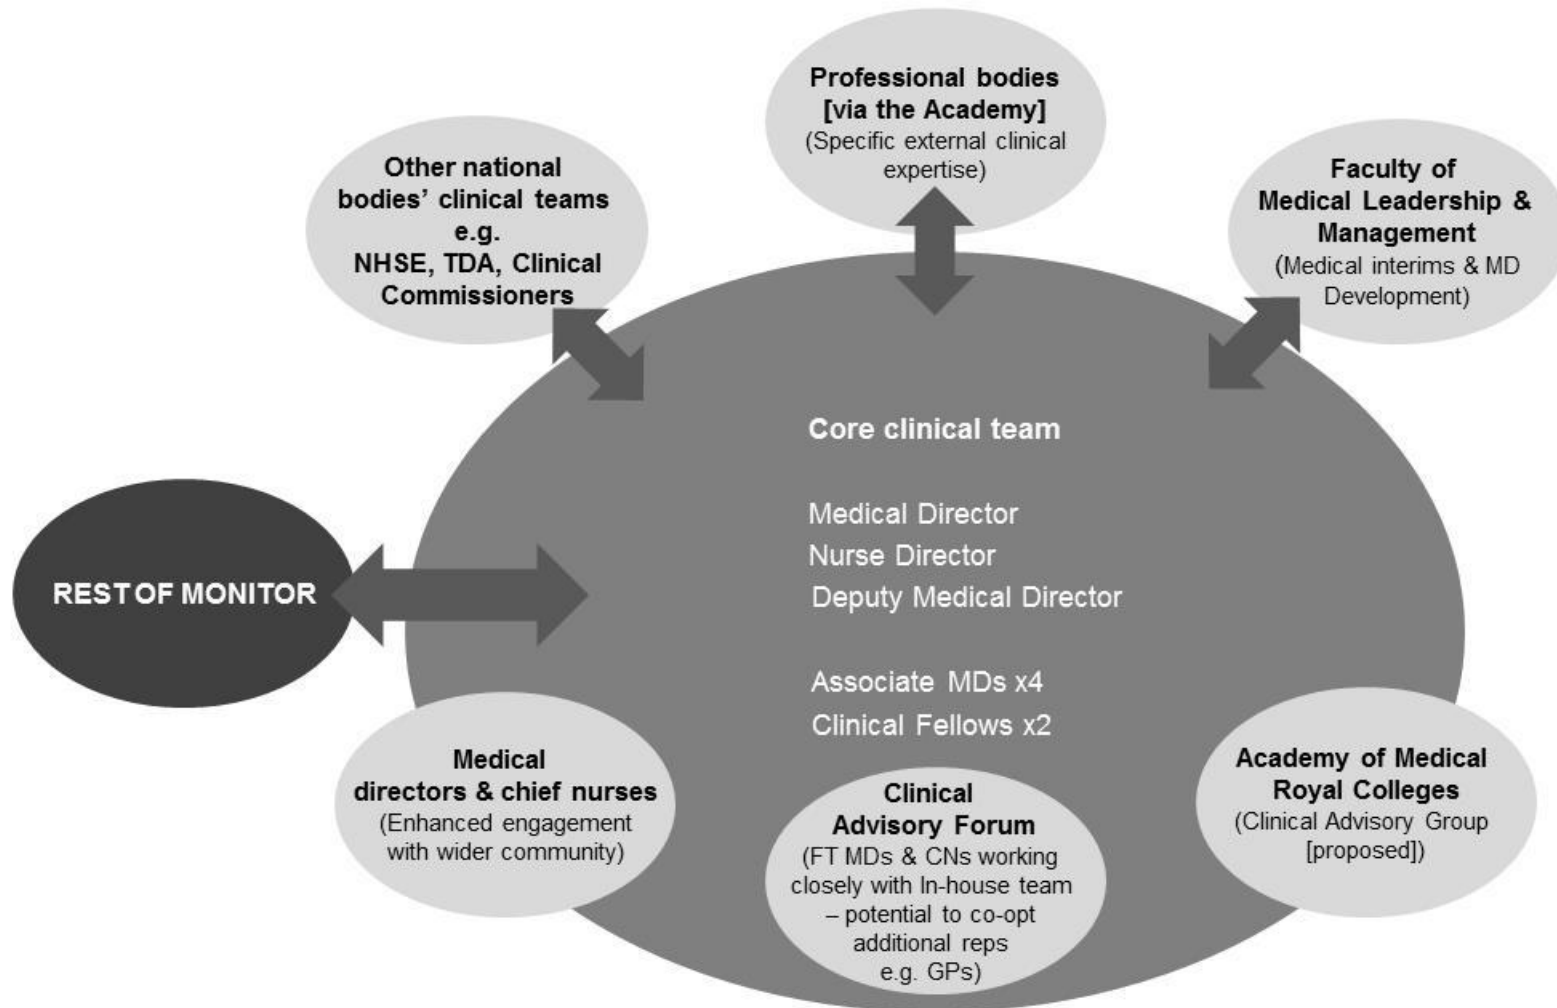 Professional bodies
[via the Academy]
(Specific external clinical
expertise)
Other national
bodies’ clinical teams
e.g.
NHSE, TDA, Clinical
Commissioners
Faculty of
Medical Leadership &
Management
(Medical interims & MD
Development)
Core clinical team
Medical Director
Nurse Director
Deputy Medical Director
Associate MDs x4
Clinical Fellows x2
REST OF MONITOR
Medical
directors & chief nurses
(Enhanced engagement
with wider community)
Clinical
Advisory Forum
(FT MDs & CNs working
closely with In-house team
– potential to co-opt
additional reps
e.g. GPs)
Academy of Medical
Royal Colleges
(Clinical Advisory Group
[proposed])